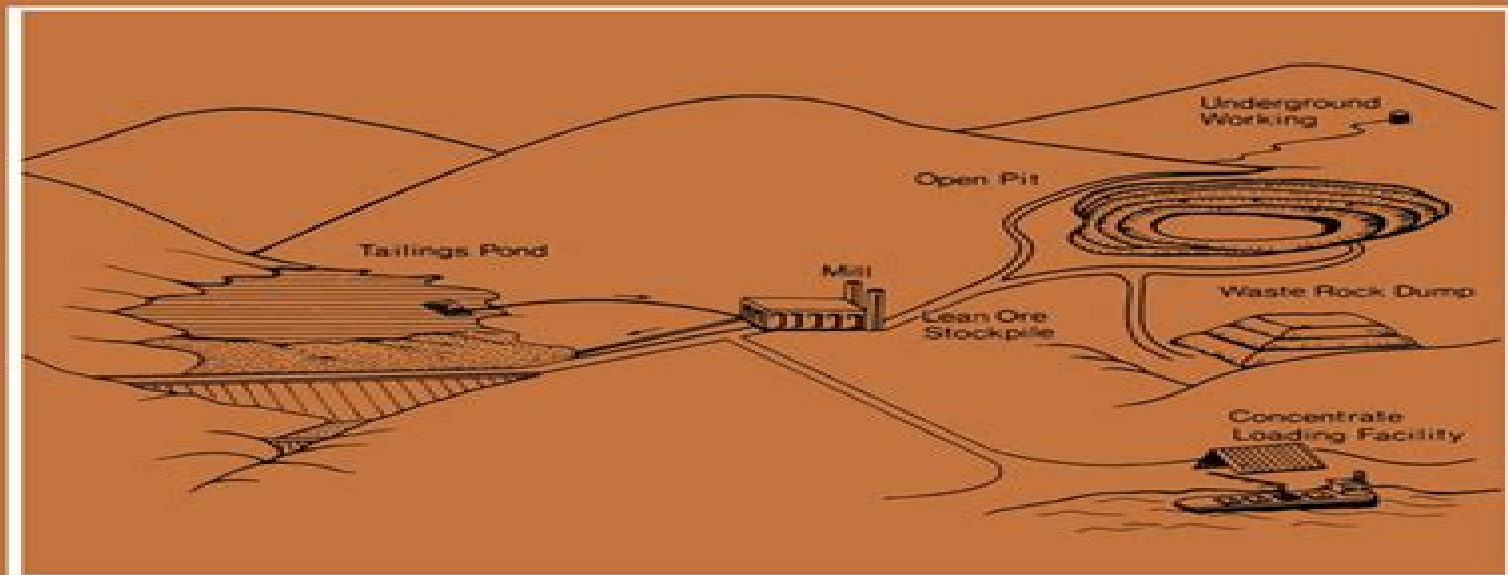 Underground
Working
Open Pit
Tailings Pond
Mill
Waste Rock Dump
Lean Ore
Stockpile
Concentrate
Loading Facility